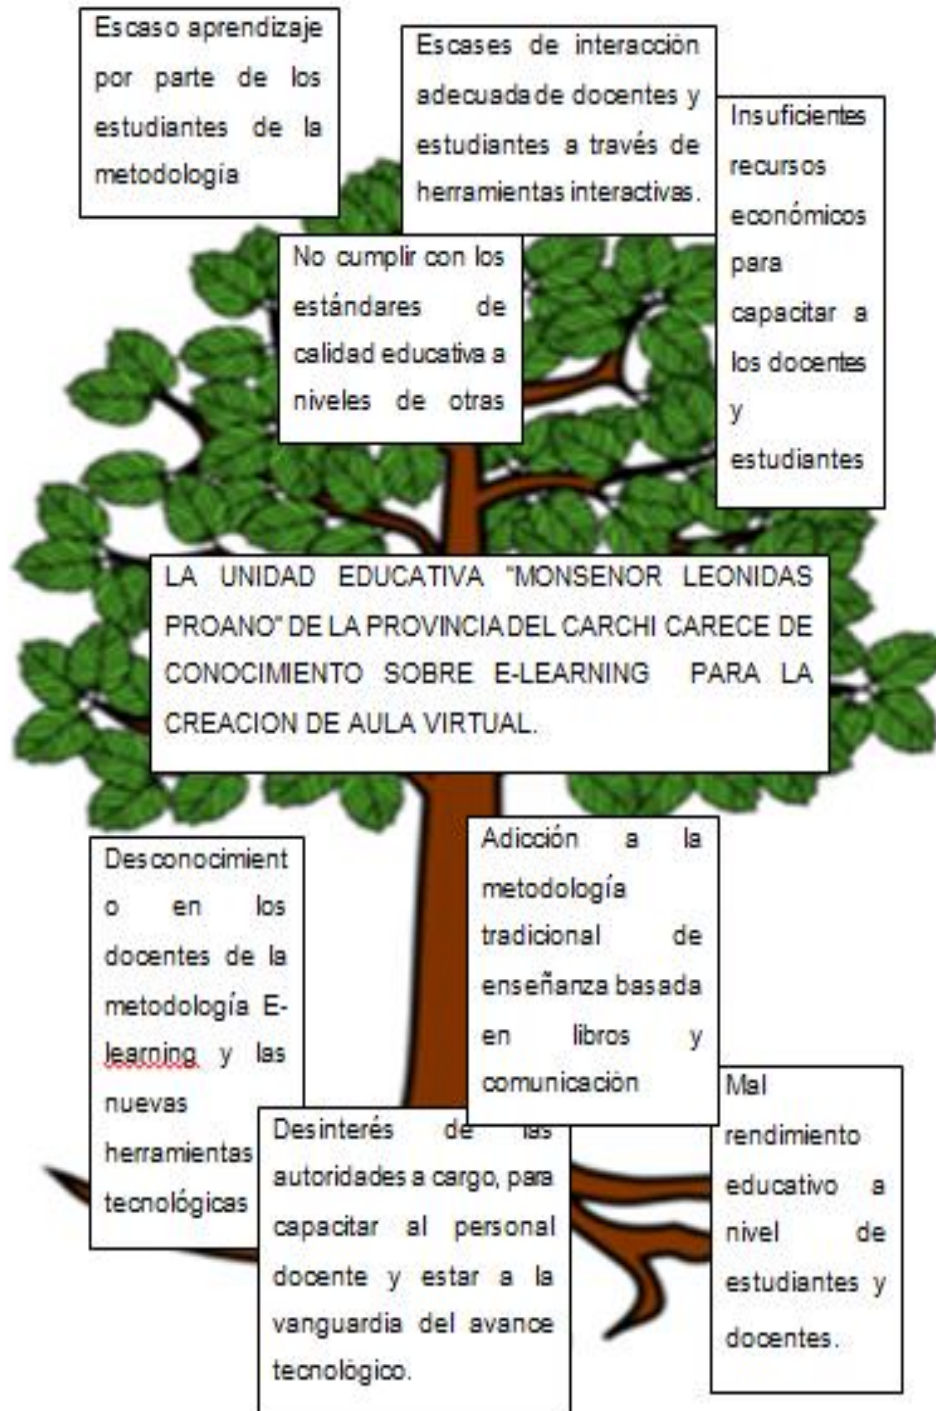 Escaso aprendizaje
por parte de los
estudiantes de la
metodología
Escases de interacción
adecuada de docentes y
estudiantes a través de
herramientas interactivas.
Insuficientes
recursos
económicos
para
capacitar a
los docentes
y
estudiantes
No cumplir con los
estándares de
calidad educativa a
niveles de otras
LA UNIDAD EDUCATIVA "MONSENOR LEONIDAS
PROANO" DE LA PROVINCIA DEL CARCHI CARECE DE
CONOCIMIENTO SOBRE E-LEARNING PARA LA
CREACION DE AULA VIRTUAL.
Desconocimient
o en los
docentes de la
metodología E-
learning y las
nuevas
herramientas
tecnológicas
Adicción a la
metodología
tradicional de
enseñanza basada
en libros y
comunicación
Desinterés de las
autoridades a cargo, para
capacitar al personal
docente y estar a la
vanguardia del avance
tecnológico.
Mal
rendimiento
educativo a
nivel de
estudiantes y
docentes.